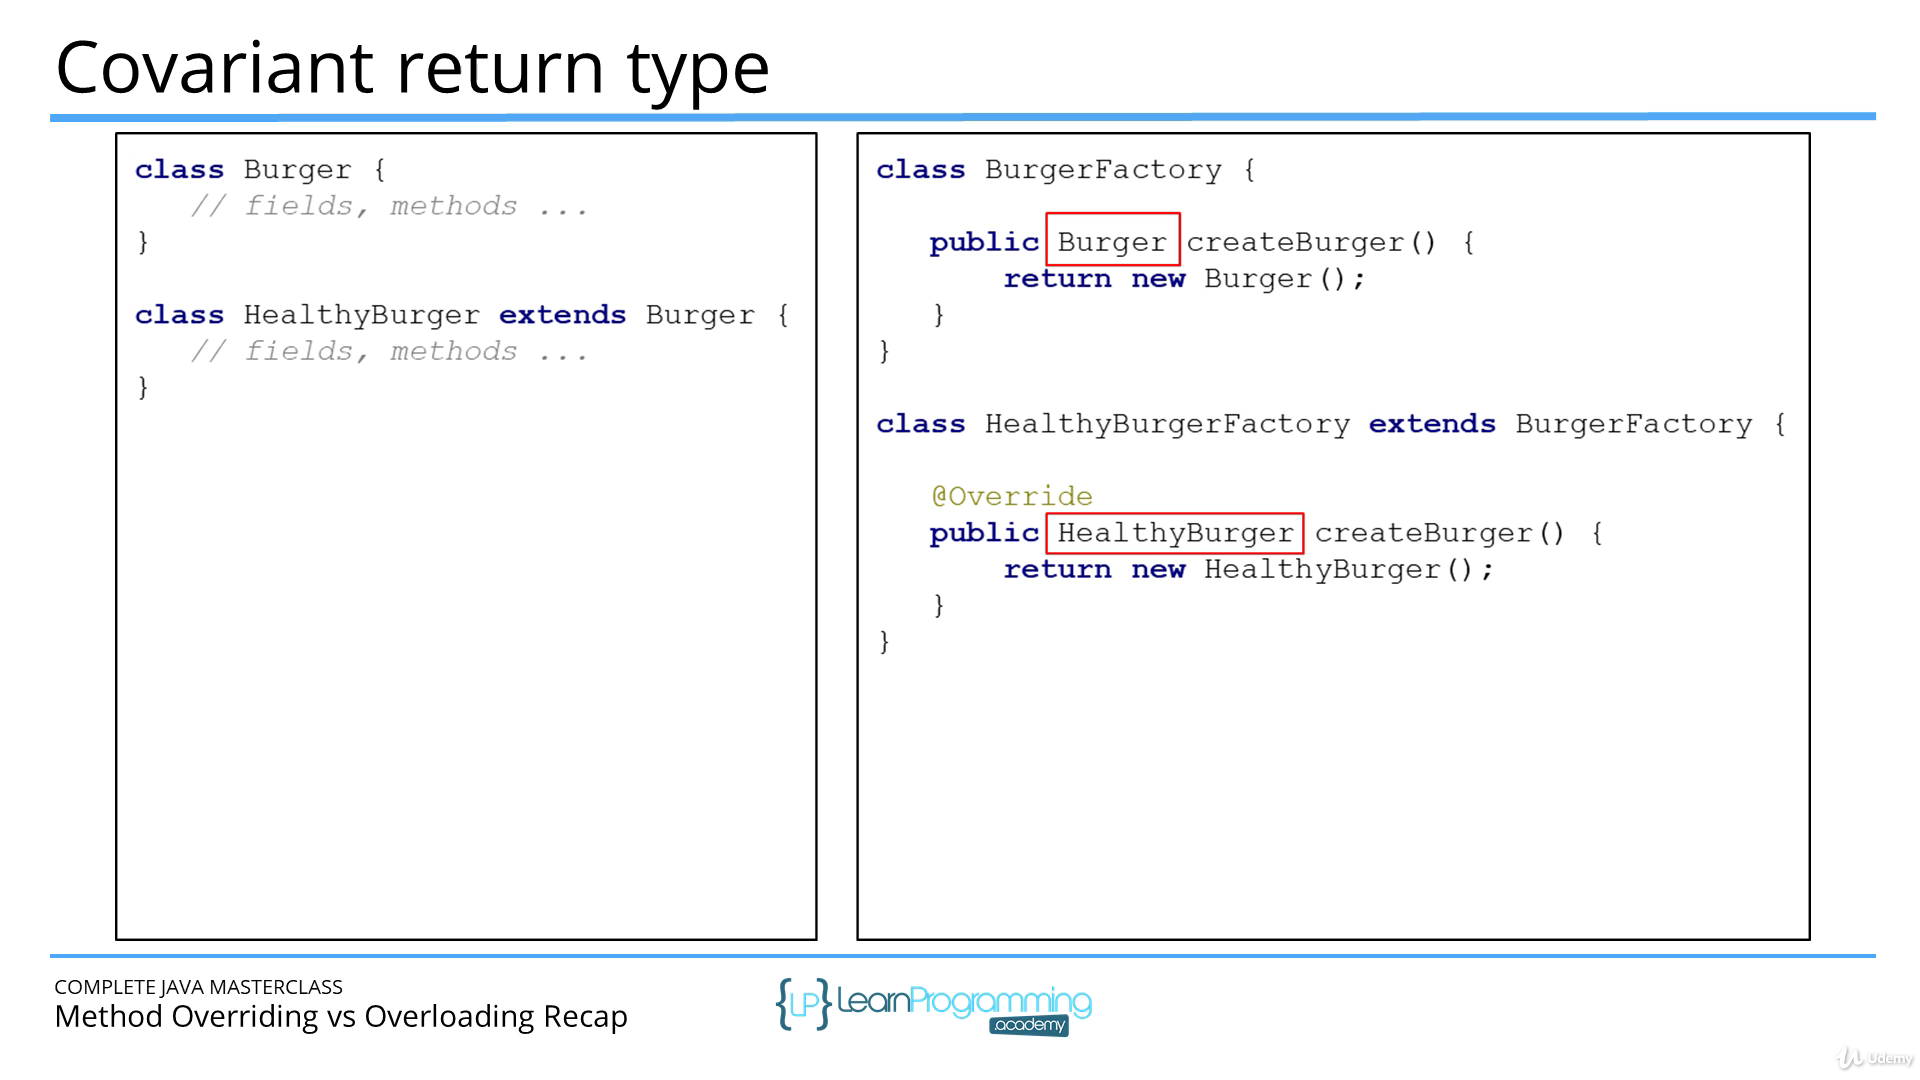 Covariant return type
class Burger {
// fields, methods ...
}
class HealthyBurger extends Burger {
// fields, methods ...
}
class BurgerFactory {
public Burger createBurger() {
return new Burger();
}
}
class HealthyBurgerFactory extends BurgerFactory {
@Override
public HealthyBurger createBurger() {
return new HealthyBurger();
}
}
COMPLETE JAVA MASTERCLASS
Method Overriding vs Overloading Recap
{LP} LearnProgramming
.academy
Udemy